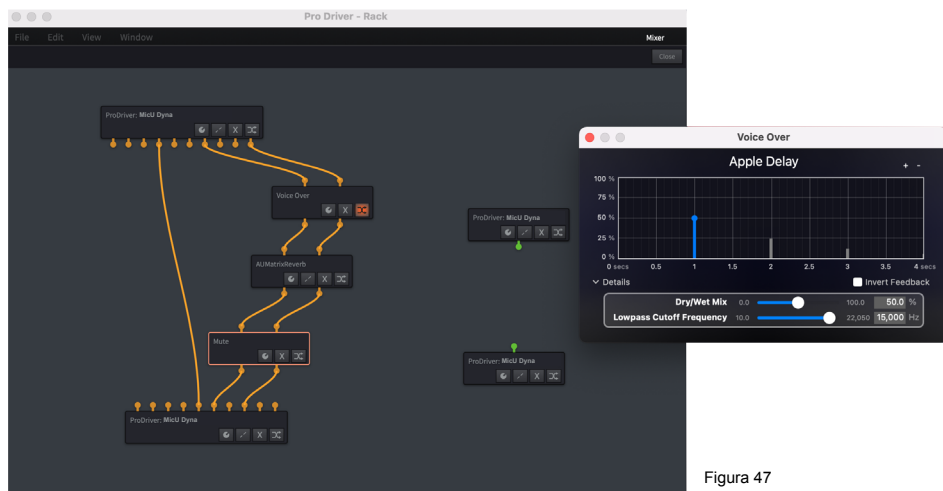 Pro Driver - Rack
File Edit View Window Mixer
Close
ProDriver: MicU Dyna
X
Voice Over
X
AUMatrixReverb
X
Mute
X
ProDriver: MicU Dyna
X
ProDriver: MicU Dyna
X
ProDriver: MicU Dyna
X
Voice Over
Apple Delay + -
100 %
75 %
50 %
25 %
0 %
0 secs 0.5 1 1.5 2 2.5 3 3.5 4 secs
Details Invert Feedback
Dry/Wet Mix 0.0 100.0 50.0 %
Lowpass Cutoff Frequency 10.0 22,050 15,000 Hz
Figura 47